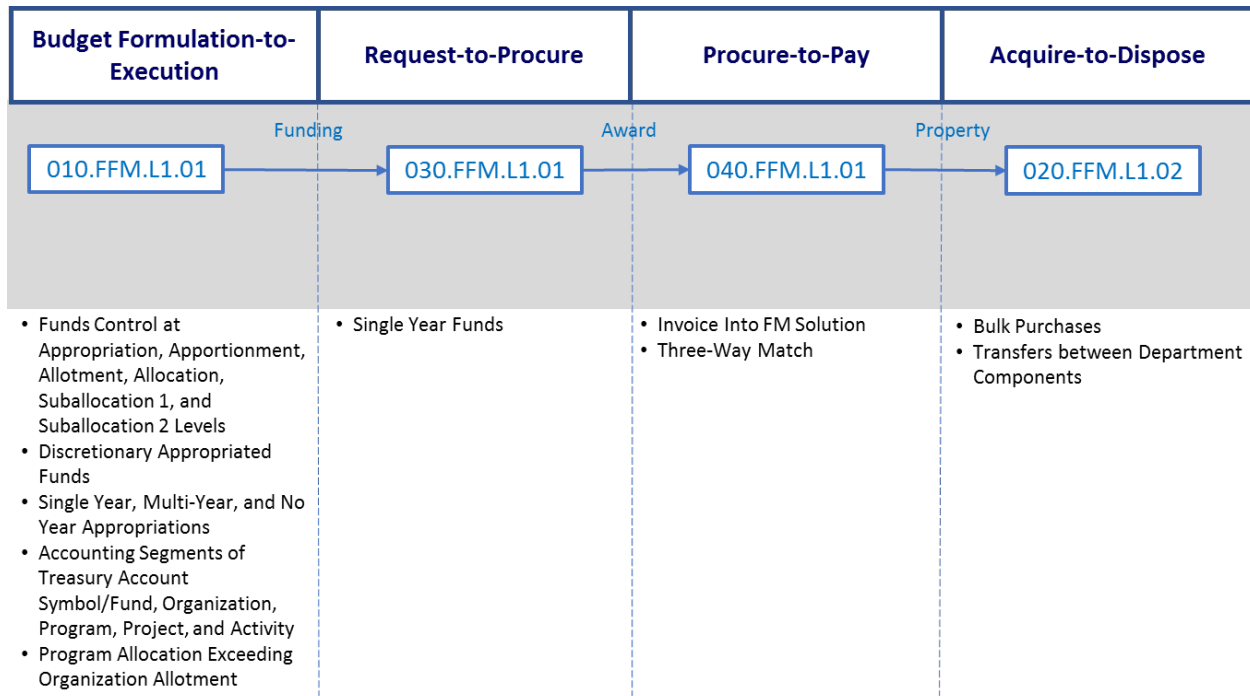 Budget Formulation-to-
Execution
Request-to-Procure
Procure-to-Pay
Acquire-to-Dispose
Funding
Award
Property
010.FFM.L1.01
030.FFM.L1.01
040.FFM.L1.01
020.FFM.L1.02
• Funds Control at
Appropriation, Apportionment,
Allotment, Allocation,
Suballocation 1, and
Suballocation 2 Levels
• Discretionary Appropriated
Funds
• Single Year, Multi-Year, and No
Year Appropriations
• Accounting Segments of
Treasury Account
Symbol/Fund, Organization,
Program, Project, and Activity
• Program Allocation Exceeding
Organization Allotment
• Single Year Funds
• Invoice Into FM Solution
• Three-Way Match
• Bulk Purchases
• Transfers between Department
Components